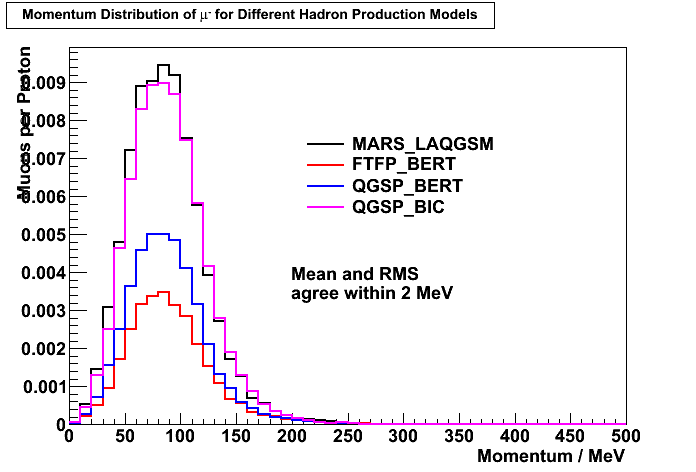 Momentum Distribution of μ- for Different Hadron Production Models
Muons per Proton
0.009
0.008
0.007
0.006
0.005
0.004
0.003
0.002
0.001
0
MARS_LAQGSM
FTFP_BERT
QGSP_BERT
QGSP_BIC
Mean and RMS
agree within 2 MeV
0 50 100 150 200 250 300 350 400 450 500
Momentum / MeV